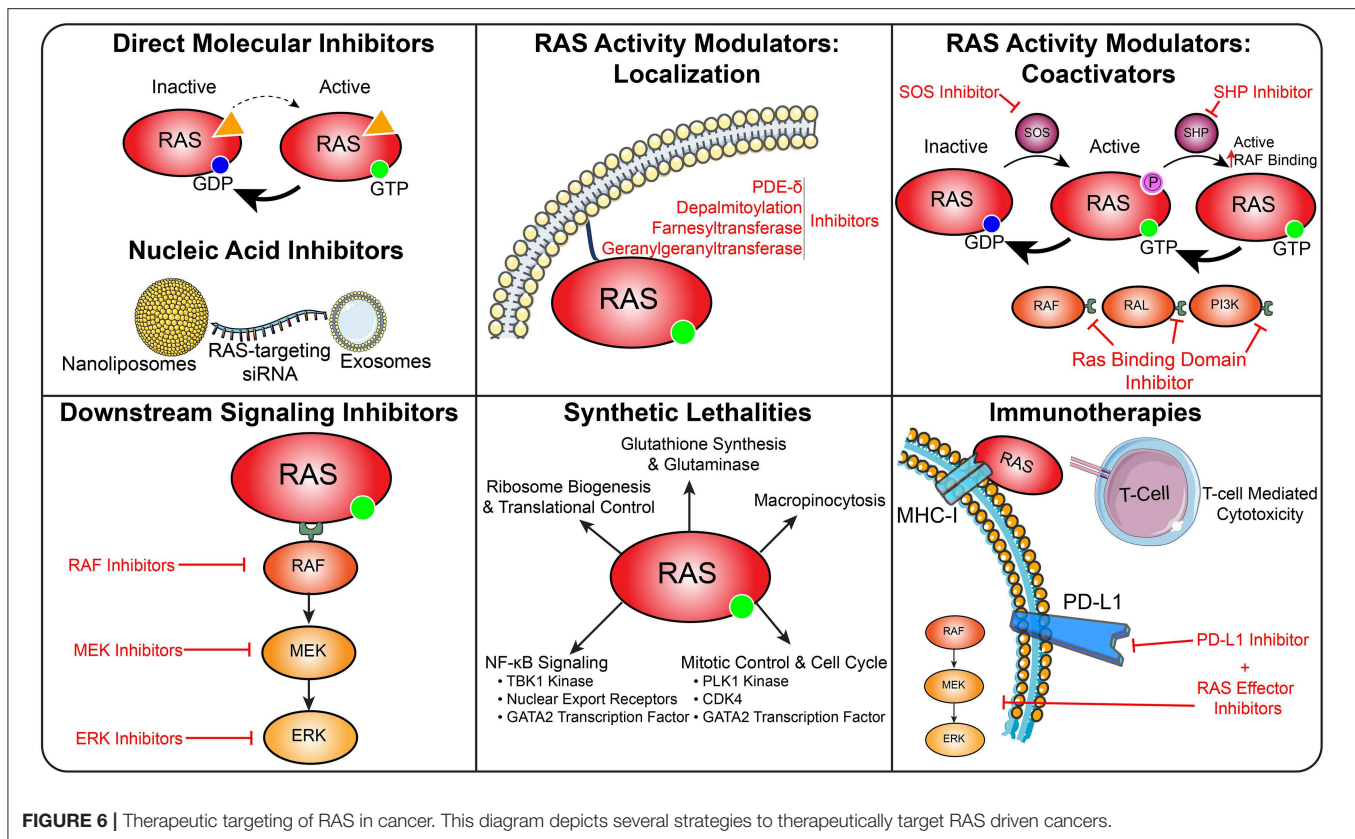 Direct Molecular Inhibitors
Inactive
Active
RAS
RAS
GDP
GTP
Nucleic Acid Inhibitors
Nanoliposomes
RAS-targeting
siRNA
Exosomes
RAS Activity Modulators:
Localization
PDE-δ
Depalmitoylation
Farnesyltransferase
Geranylgeranyltransferase
Inhibitors
RAS
RAS Activity Modulators:
Coactivators
SOS Inhibitor
SHP Inhibitor
SOS
SHP
Inactive
Active
Active
RAF Binding
P
RAS
RAS
RAS
GDP
GTP
GTP
RAF
RAL
PI3K
Ras Binding Domain
Inhibitor
Downstream Signaling Inhibitors
RAS
RAF Inhibitors
RAF
MEK Inhibitors
MEK
ERK Inhibitors
ERK
Synthetic Lethalities
Glutathione Synthesis
& Glutaminase
Ribosome Biogenesis
& Translational Control
Macropinocytosis
RAS
NF-κB Signaling
• TBK1 Kinase
• Nuclear Export Receptors
• GATA2 Transcription Factor
Mitotic Control & Cell Cycle
• PLK1 Kinase
• CDK4
• GATA2 Transcription Factor
Immunotherapies
RAS
MHC-I
T-Cell
T-cell Mediated
Cytotoxicity
PD-L1
RAF
MEK
ERK
PD-L1 Inhibitor
+
RAS Effector
Inhibitors
FIGURE 6 | Therapeutic targeting of RAS in cancer. This diagram depicts several strategies to therapeutically target RAS driven cancers.